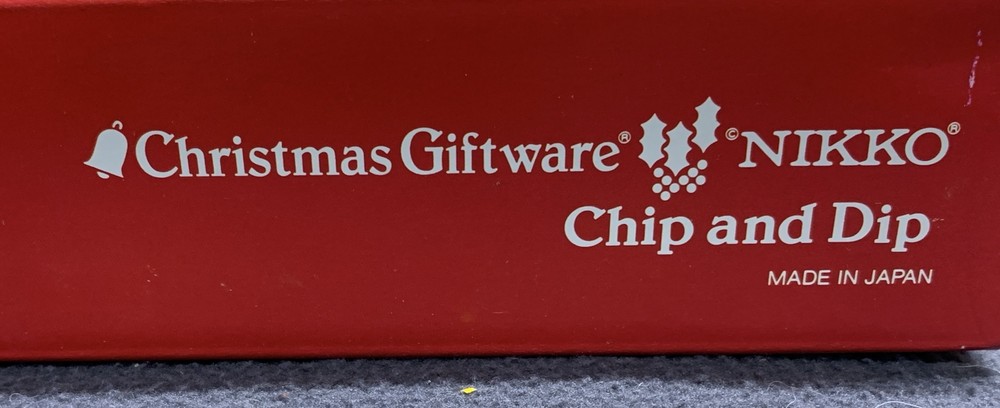 Christmas Giftware® ©NIKKO®
Chip and Dip
MADE IN JAPAN